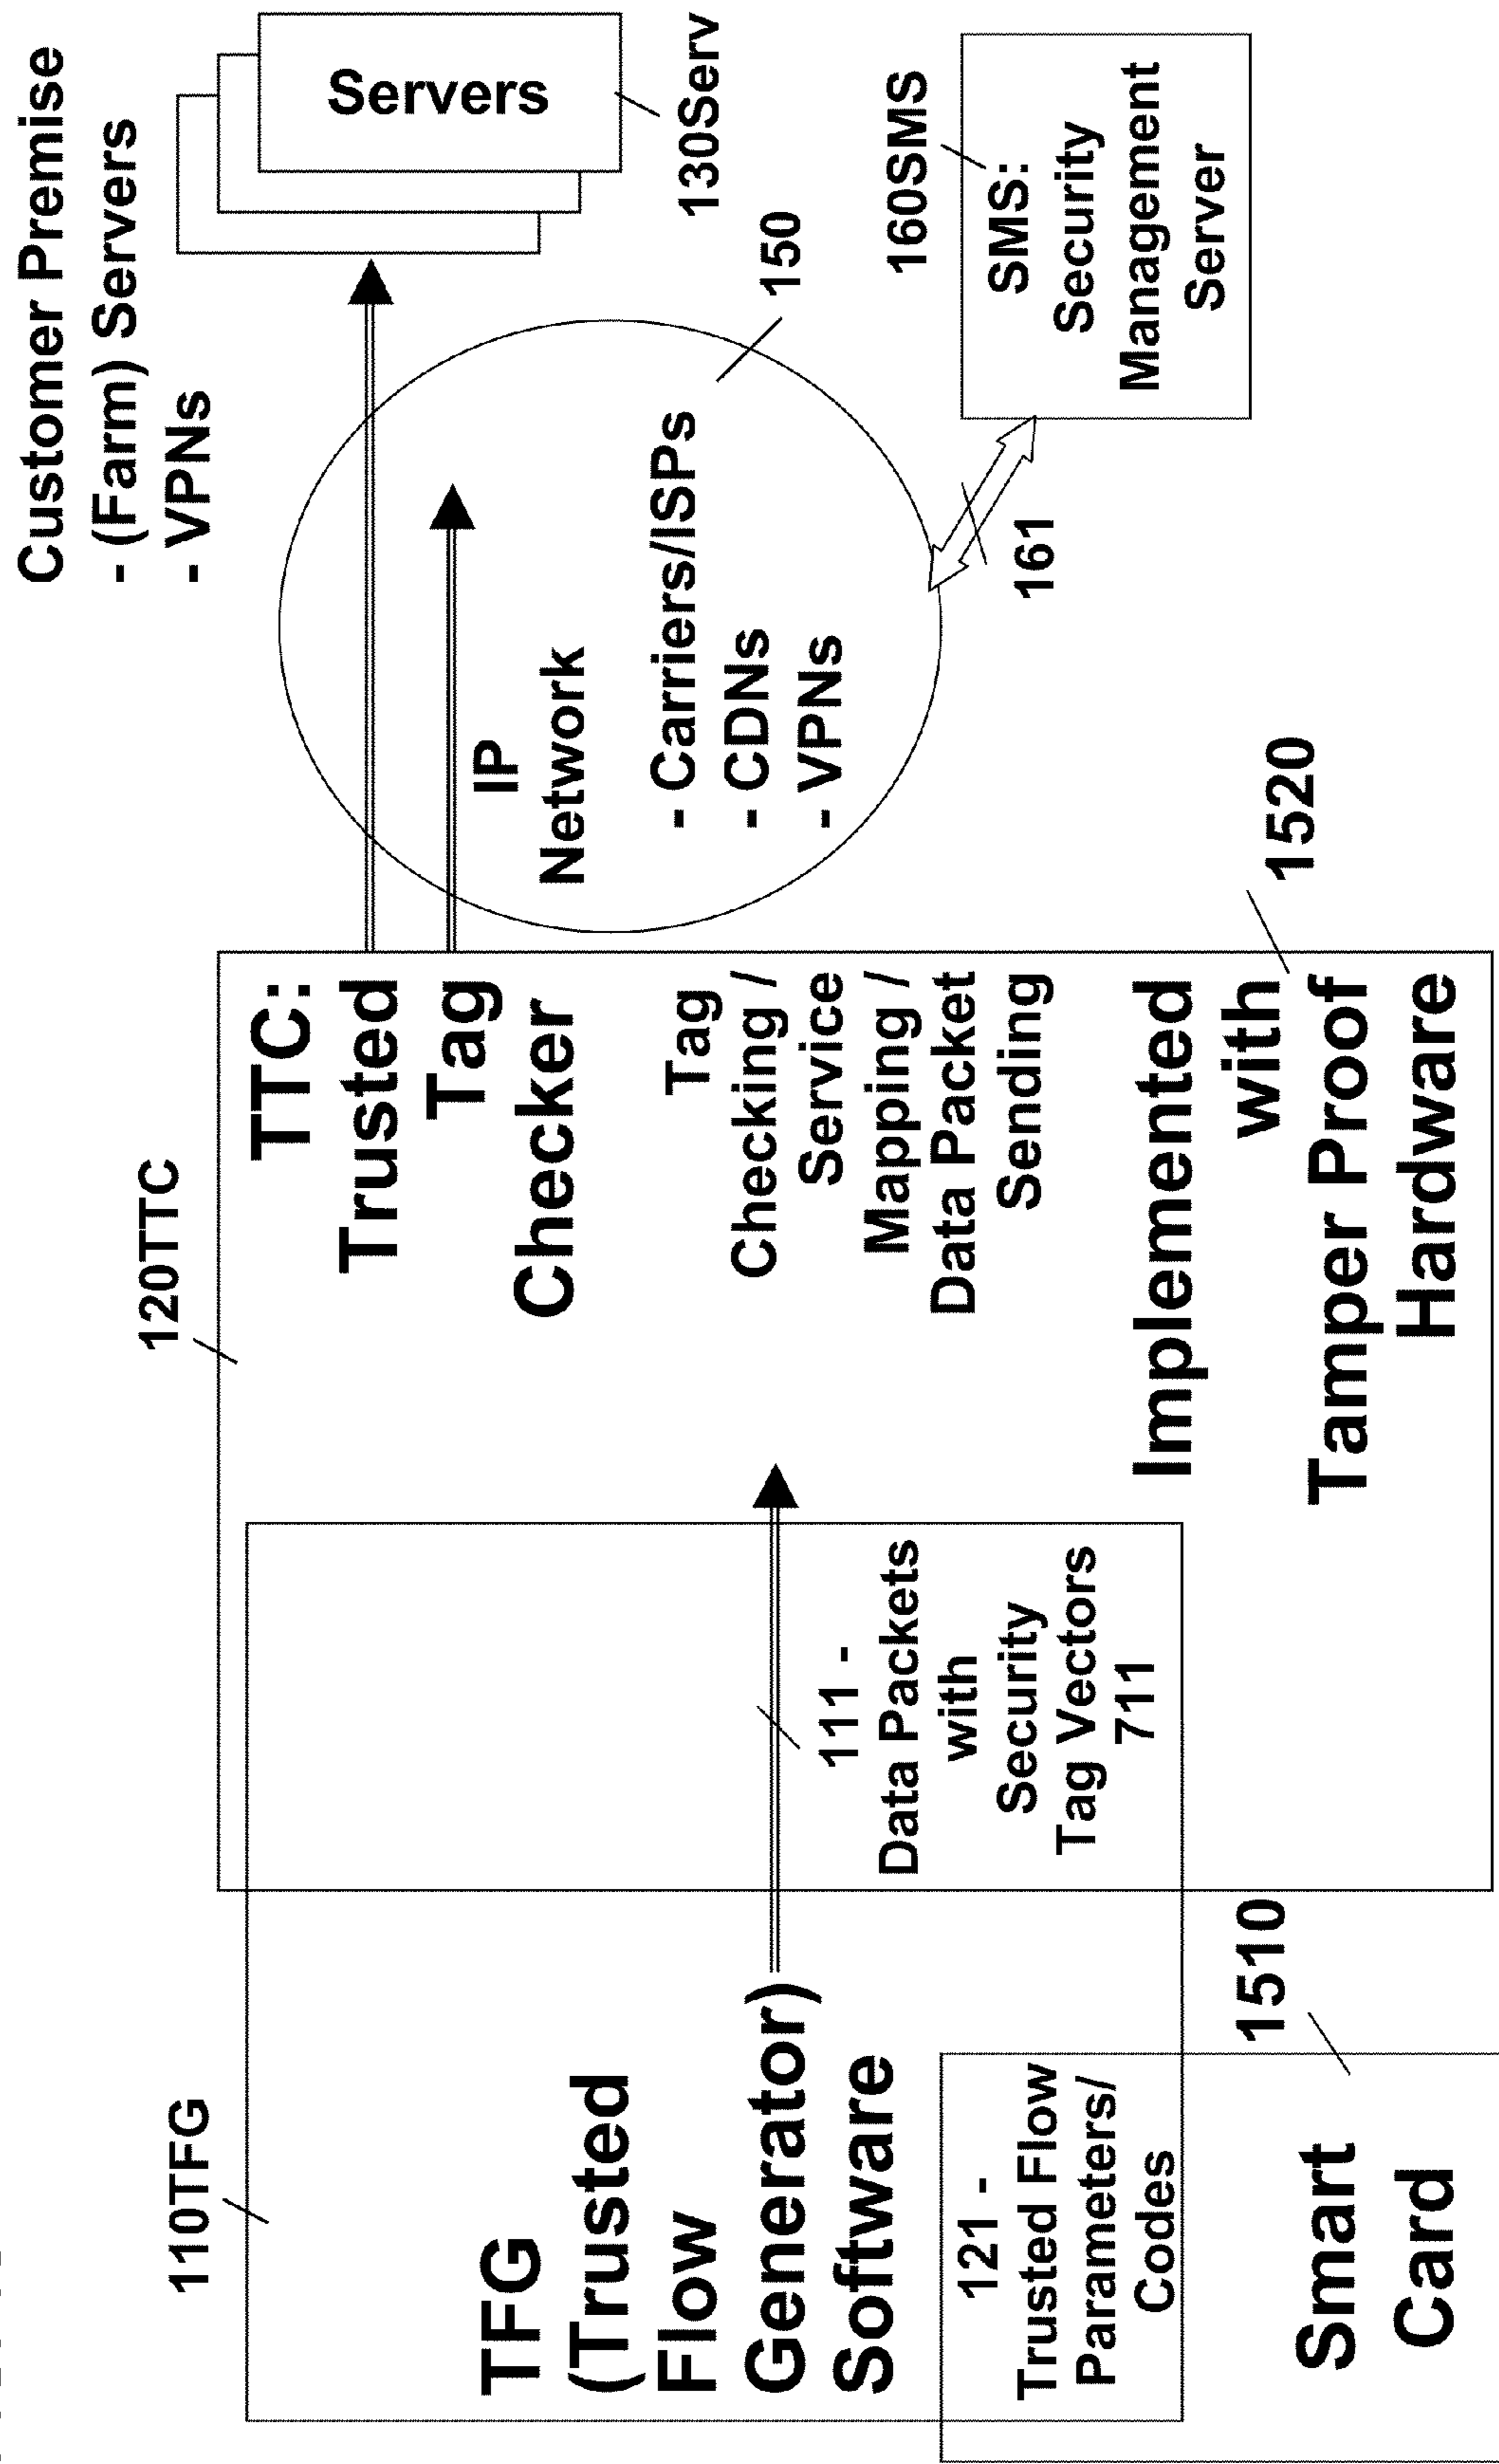 110TFG
TFG
(Trusted
Flow
Generator)
Software
121 -
Trusted Flow
Parameters/
Codes
Smart
Card
1510
111 -
Data Packets
with
Security
Tag Vectors
711
120TTC
TTC:
Trusted
Tag
Checker
Tag
Checking /
Service
Mapping /
Data Packet
Sending
Implemented
with
Tamper Proof
Hardware
1520
IP
Network
- Carriers/ISPs
- CDNs
- VPNs
150
161
Customer Premise
- (Farm) Servers
- VPNs
Servers
130Serv
160SMS
SMS:
Security
Management
Server